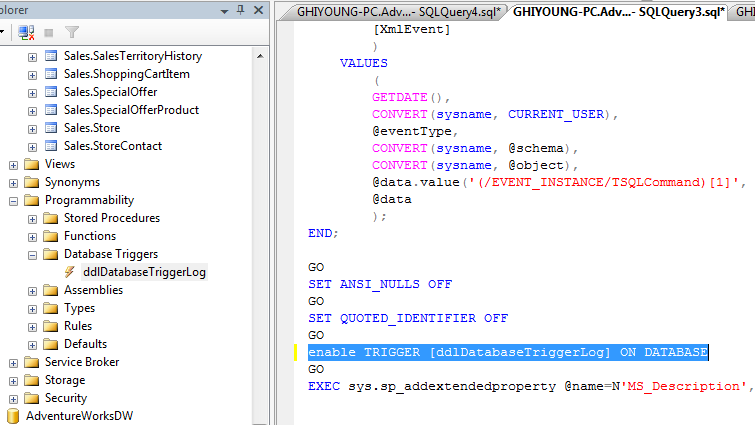 plorer
Sales.SalesTerritoryHistory
Sales.ShoppingCartItem
Sales.SpecialOffer
Sales.SpecialOfferProduct
Sales.Store
Sales.StoreContact
Views
Synonyms
Programmability
Stored Procedures
Functions
Database Triggers
ddlDatabaseTriggerLog
Assemblies
Types
Rules
Defaults
Service Broker
Storage
Security
AdventureWorksDW
GHIYOUNG-PC.Adv...- SQLQuery4.sql* GHIYOUNG-PC.Adv...- SQLQuery3.sql* GHI
[XmlEvent]
)
VALUES
(
GETDATE(),
CONVERT(sysname, CURRENT_USER),
@eventType,
CONVERT(sysname, @schema),
CONVERT(sysname, @object),
@data.value('(/EVENT_INSTANCE/TSQLCommand)[1]',
@data
);
END;
GO
SET ANSI_NULLS OFF
GO
SET QUOTED_IDENTIFIER OFF
GO
enable TRIGGER [ddlDatabaseTriggerLog] ON DATABASE
GO
EXEC sys.sp_addextendedproperty @name=N'MS_Description',